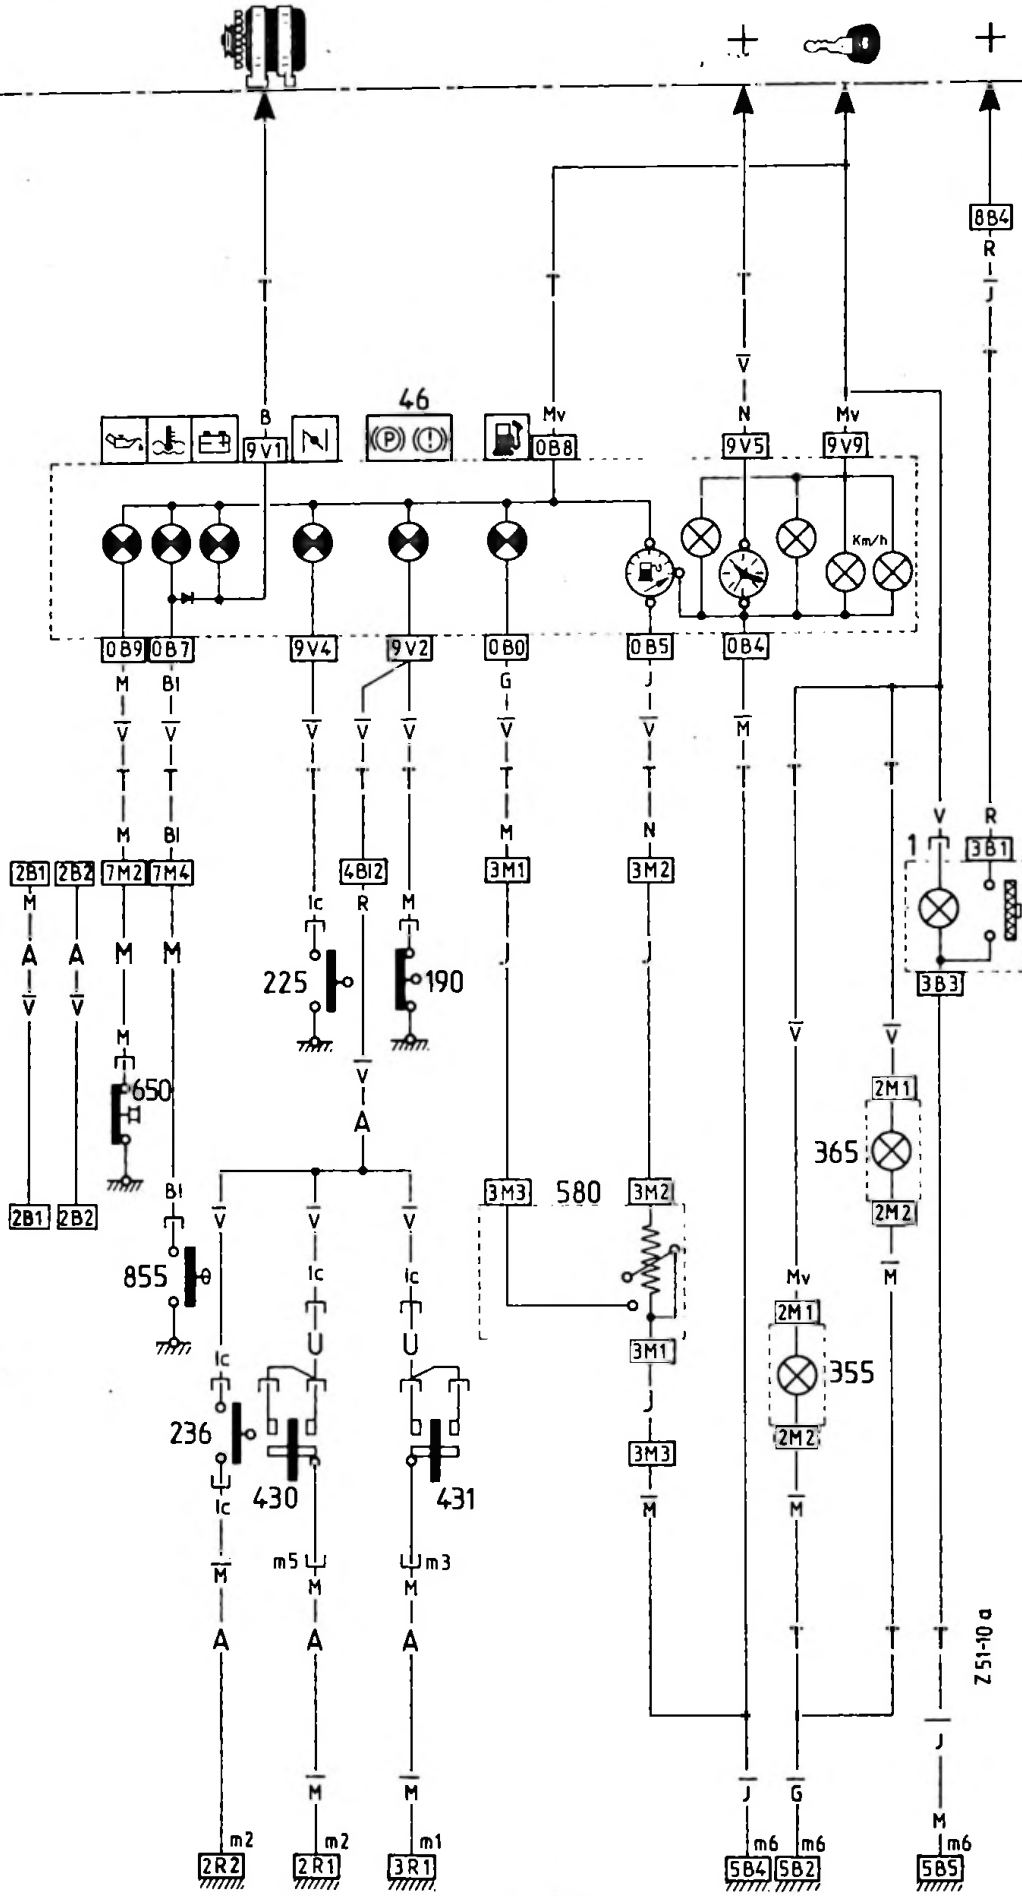 + +
8B4
R
J
T T T T
V
46
B Mv N Mv
9V1 (P) (!) 0B8 9V5 9V9
Km/h
0B9 0B7 9V4 9V2 0B0 0B5 0B4
M Bl G J
V V V V V V V M
T T T T T T T T T T
M Bl M N V R
1 3B1
2B1 2B2 7M2 7M4 4B12 3M1 3M2
M Ic R M
A A M M J J
225 190 3B3
V V
M V V V
650 2M1
A
365
Bl 3M3 580 3M2 2M2
2B1 2B2 V V V
855 Ic Ic Mv M
2M1
U U 3M1
Ic 355
J
236 2M2
3M3
Ic 430 431 M M
m5 m3
M M M
A A A T T T
Z 51-10 a
J
M M J G
M
m2 m2 m1 m6 m6 m6
2R2 2R1 3R1 5B4 5B2 5B5